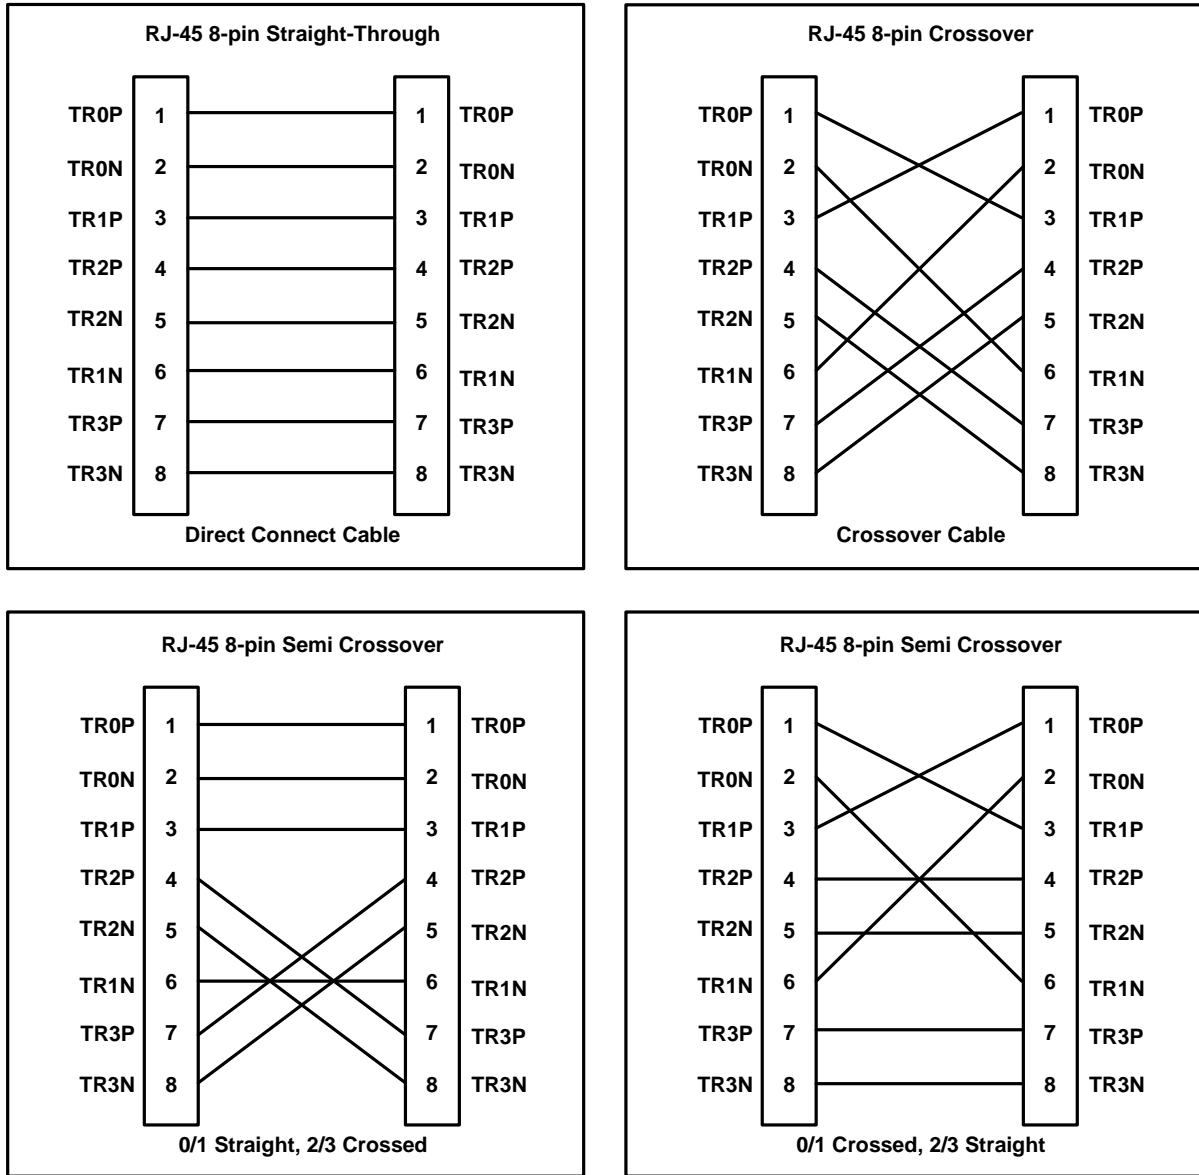 RJ-45 8-pin Straight-Through
TR0P 1 1 TR0P
TR0N 2 2 TR0N
TR1P 3 3 TR1P
TR2P 4 4 TR2P
TR2N 5 5 TR2N
TR1N 6 6 TR1N
TR3P 7 7 TR3P
TR3N 8 8 TR3N
Direct Connect Cable
RJ-45 8-pin Crossover
TR0P 1 1 TR0P
TR0N 2 2 TR0N
TR1P 3 3 TR1P
TR2P 4 4 TR2P
TR2N 5 5 TR2N
TR1N 6 6 TR1N
TR3P 7 7 TR3P
TR3N 8 8 TR3N
Crossover Cable
RJ-45 8-pin Semi Crossover
TR0P 1 1 TR0P
TR0N 2 2 TR0N
TR1P 3 3 TR1P
TR2P 4 4 TR2P
TR2N 5 5 TR2N
TR1N 6 6 TR1N
TR3P 7 7 TR3P
TR3N 8 8 TR3N
0/1 Straight, 2/3 Crossed
RJ-45 8-pin Semi Crossover
TR0P 1 1 TR0P
TR0N 2 2 TR0N
TR1P 3 3 TR1P
TR2P 4 4 TR2P
TR2N 5 5 TR2N
TR1N 6 6 TR1N
TR3P 7 7 TR3P
TR3N 8 8 TR3N
0/1 Crossed, 2/3 Straight